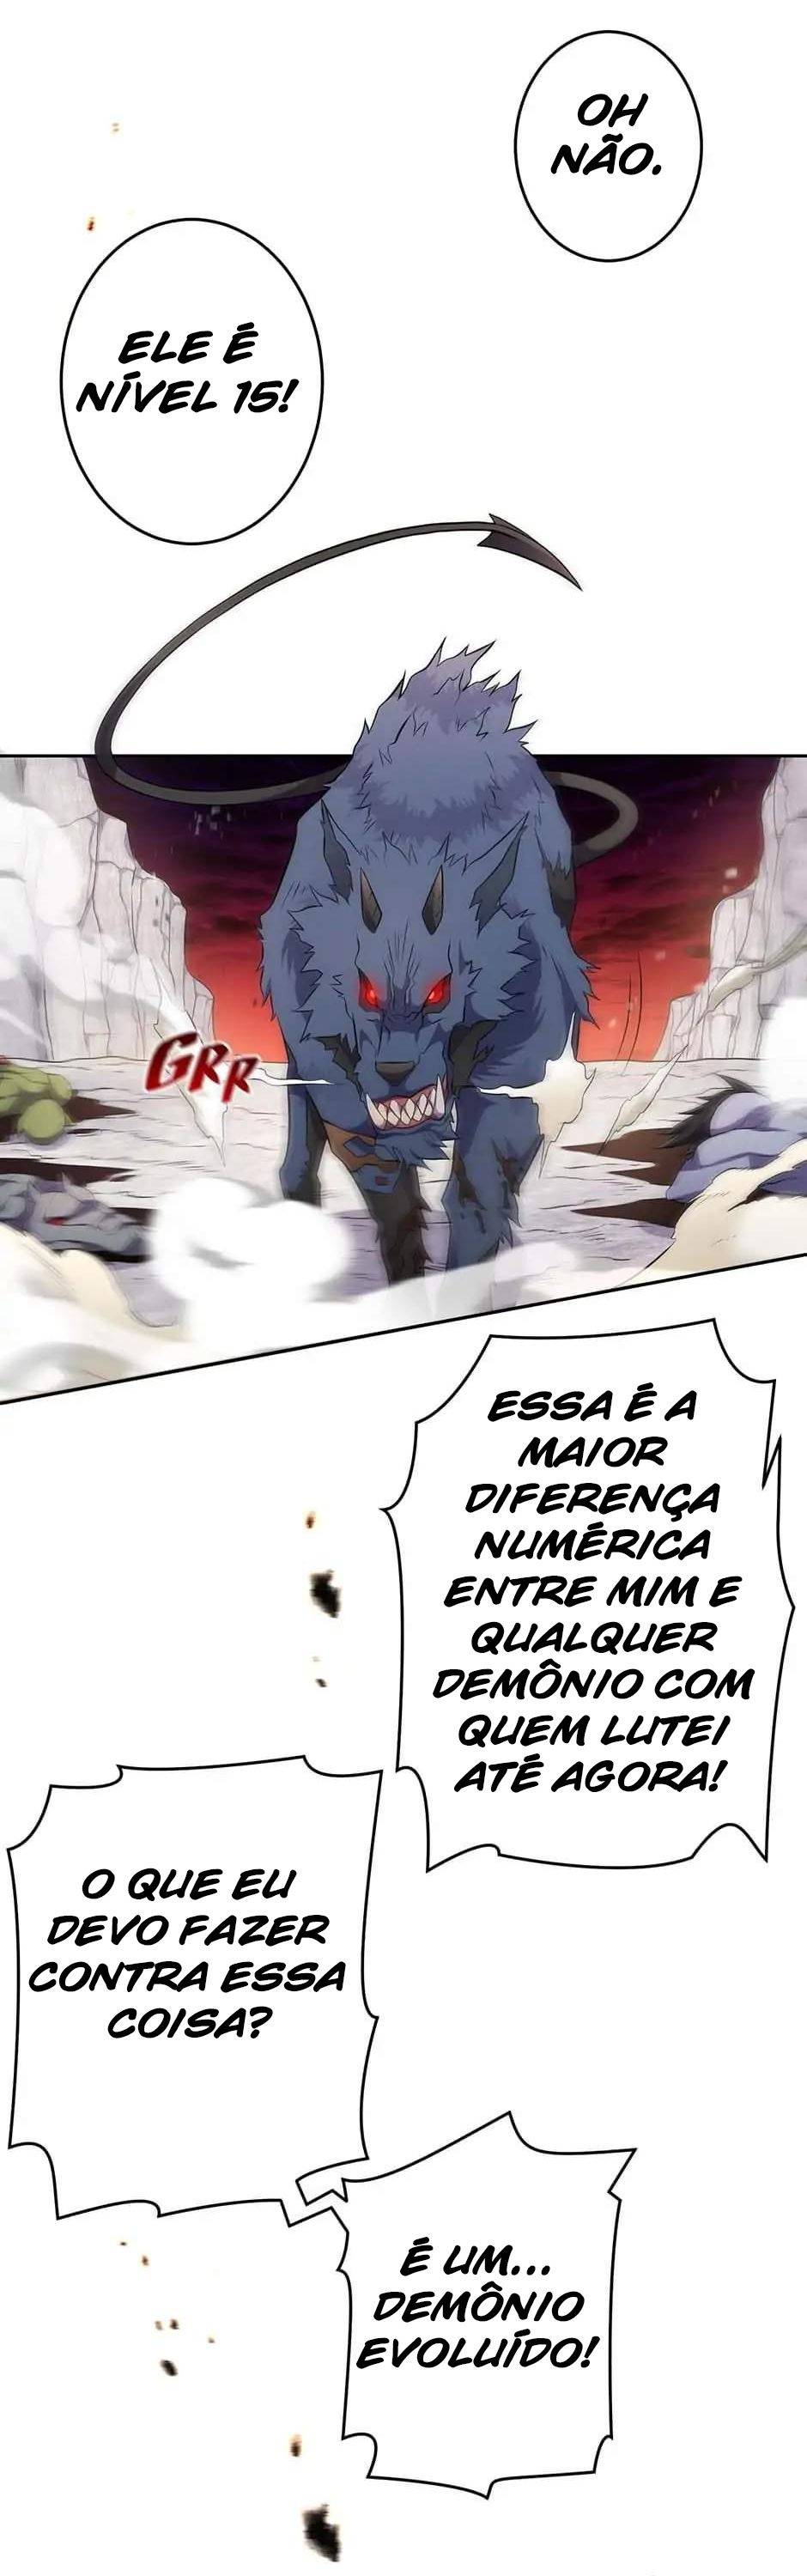 OH
NÃO.
ELE É
NÍVEL 15!
GRR
ESSA É A
MAIOR
DIFERENÇA
NUMÉRICA
ENTRE MIM E
QUALQUER
DEMÔNIO COM
QUEM LUTEI
ATÉ AGORA!
O QUE EU
DEVO FAZER
CONTRA ESSA
COISA?
É UM...
DEMÔNIO
EVOLUÍDO!